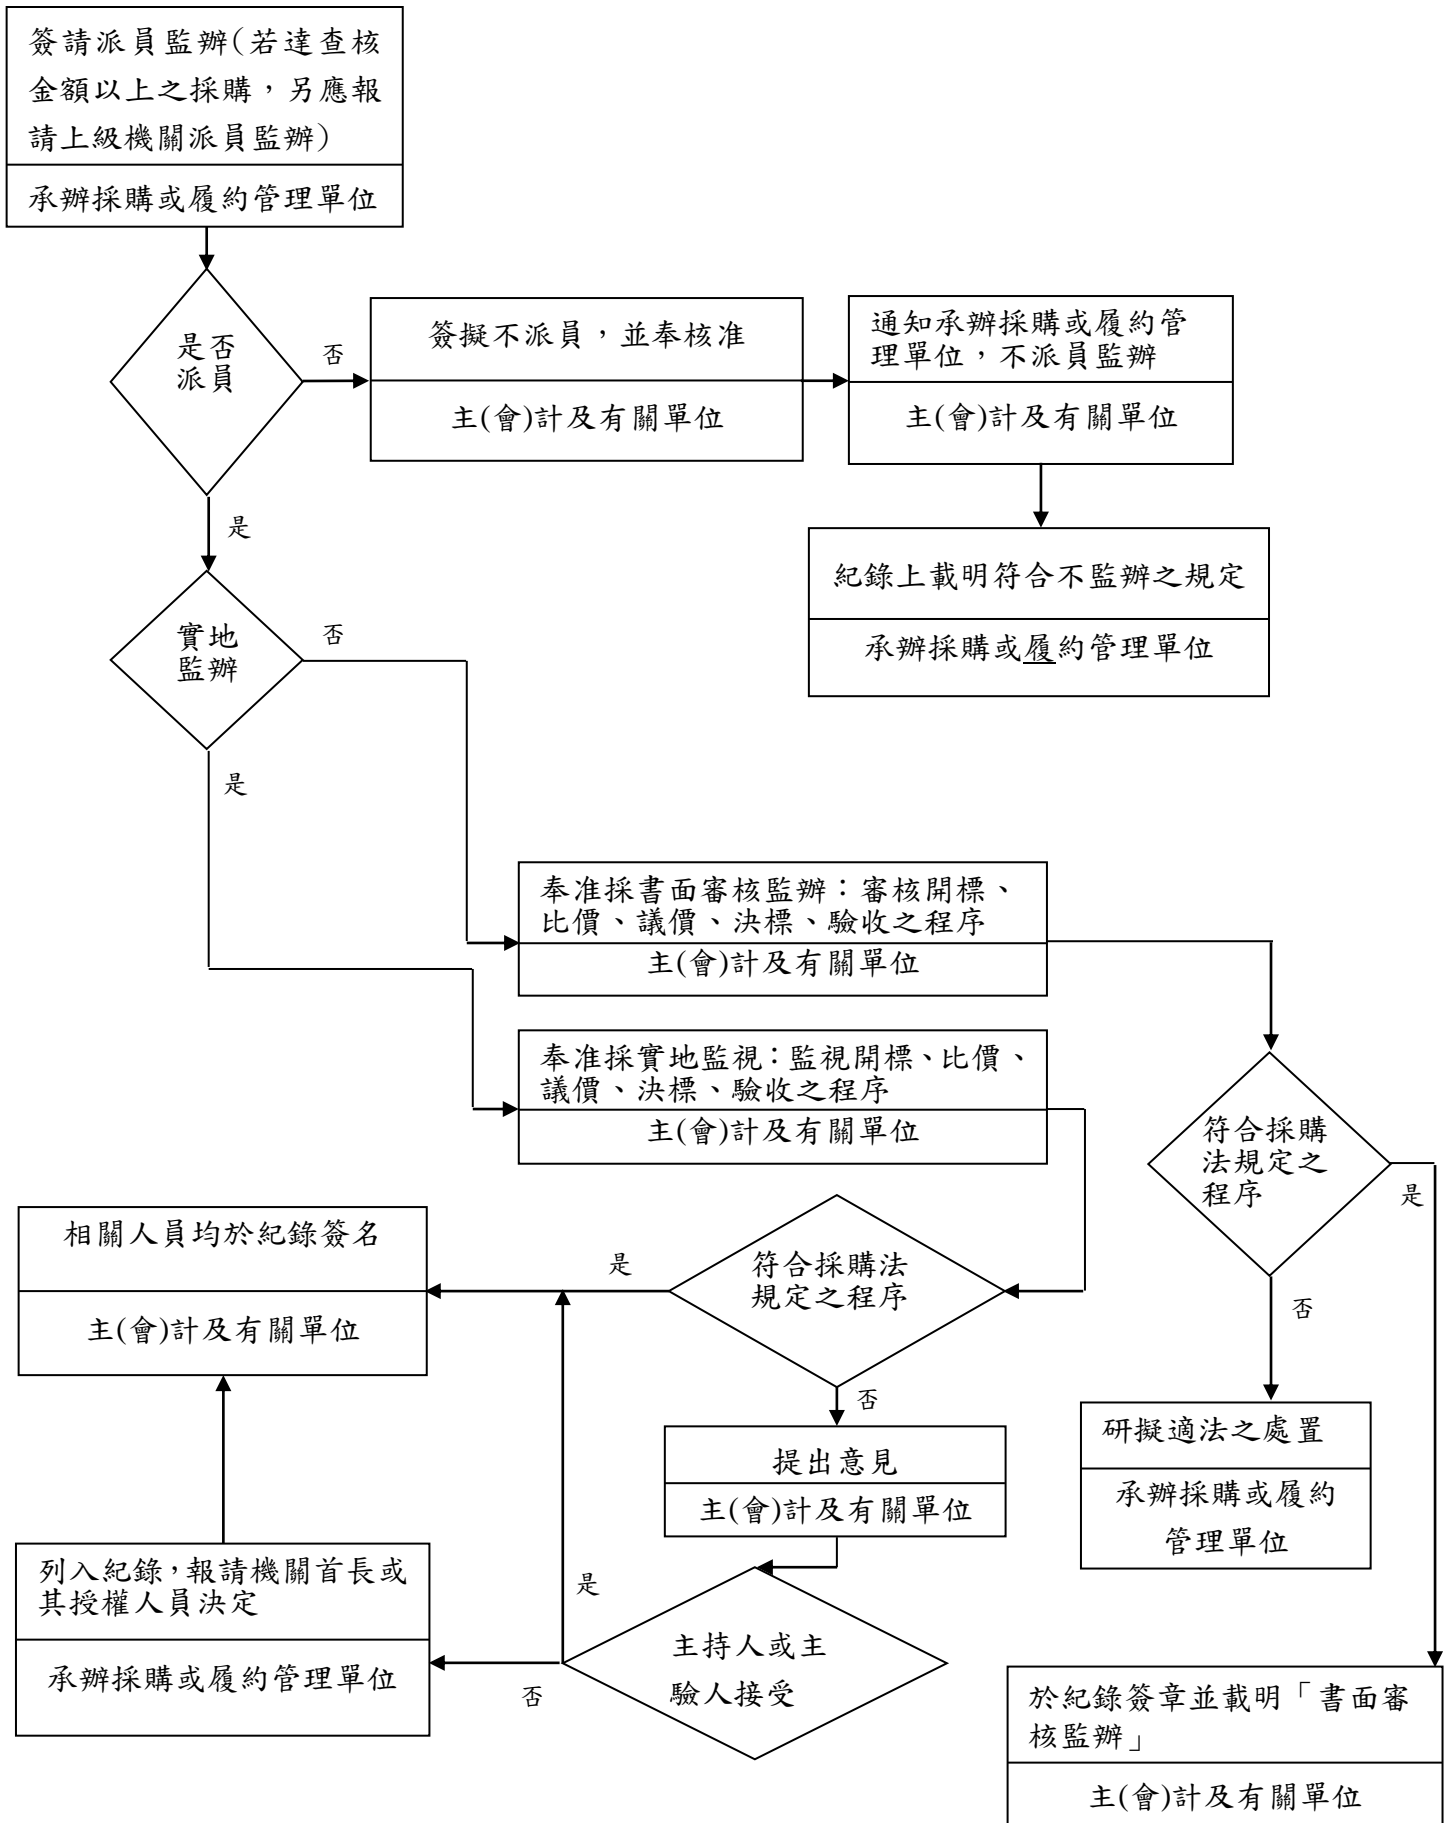 簽請派員監辦(若達查核
金額以上之採購，另應報
請上級機關派員監辦)
承辦採購或履約管理單位
是否
派員
否
簽擬不派員，並奉核准
主(會)計及有關單位
通知承辦採購或履約管
理單位，不派員監辦
主(會)計及有關單位
是
紀錄上載明符合不監辦之規定
承辦採購或履約管理單位
實地
監辦
否
是
奉准採書面審核監辦：審核開標、
比價、議價、決標、驗收之程序
主(會)計及有關單位
奉准採實地監視：監視開標、比價、
議價、決標、驗收之程序
主(會)計及有關單位
符合採購
法規定之
程序
是
否
相關人員均於紀錄簽名
主(會)計及有關單位
是
符合採購法
規定之程序
否
提出意見
主(會)計及有關單位
研擬適法之處置
承辦採購或履約
管理單位
列入紀錄，報請機關首長或
其授權人員決定
承辦採購或履約管理單位
是
否
主持人或主
驗人接受
於紀錄簽章並載明「書面審
核監辦」
主(會)計及有關單位